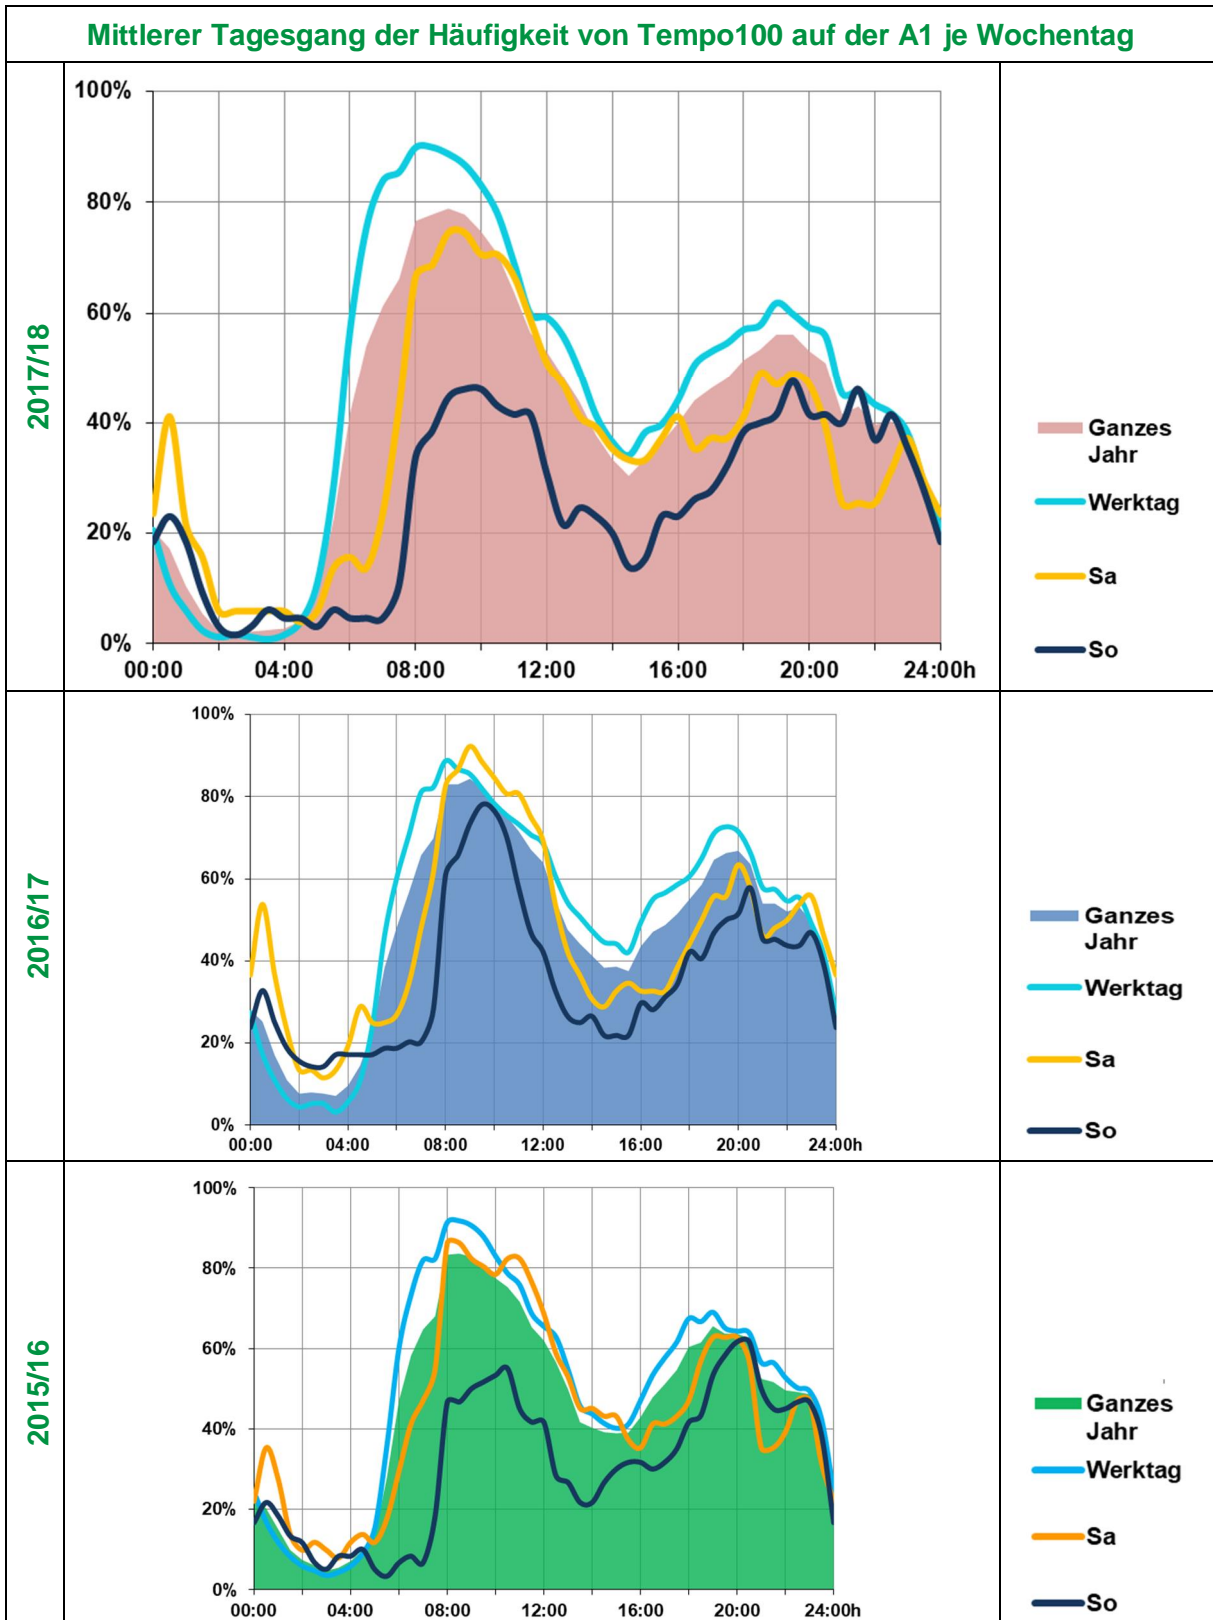 Mittlerer Tagesgang der Häufigkeit von Tempo100 auf der A1 je Wochentag
2017/18
100%
80%
60%
40%
20%
0%
00:00 04:00 08:00 12:00 16:00 20:00 24:00h
Ganzes
Jahr
Werktag
Sa
So
2016/17
100%
80%
60%
40%
20%
0%
00:00 04:00 08:00 12:00 16:00 20:00 24:00h
Ganzes
Jahr
Werktag
Sa
So
2015/16
100%
80%
60%
40%
20%
0%
00:00 04:00 08:00 12:00 16:00 20:00 24:00h
Ganzes
Jahr
Werktag
Sa
So